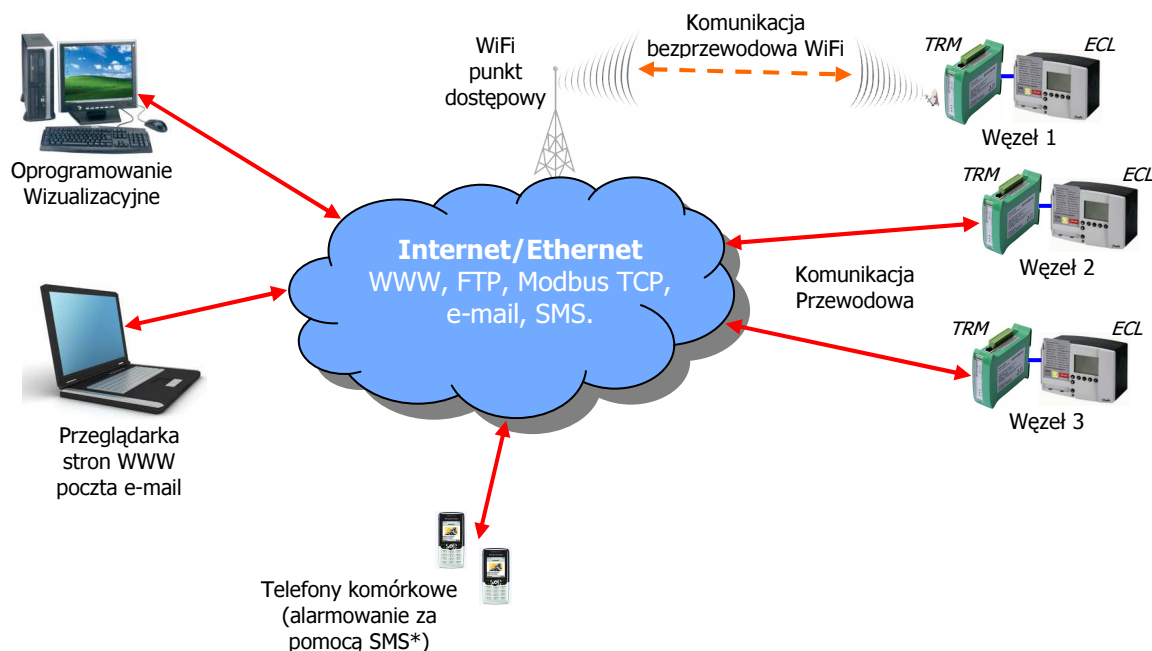 WiFi
punkt
dostępowy
Komunikacja
bezprzewodowa WiFi
TRM
ECL
Węzeł 1
Oprogramowanie
Wizualizacyjne
TRM
ECL
Węzeł 2
Internet/Ethernet
WWW, FTP, Modbus TCP,
e-mail, SMS.
Komunikacja
Przewodowa
TRM
ECL
Węzeł 3
Przeglądarka
stron WWW
poczta e-mail
Telefony komórkowe
(alarmowanie za
pomocą SMS*)